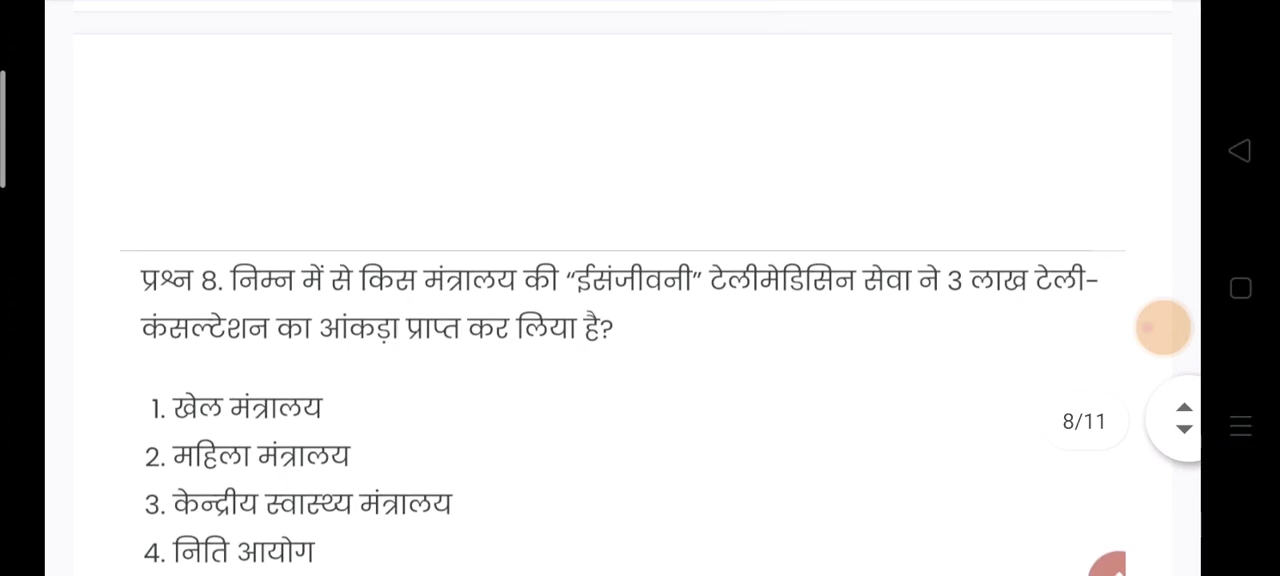 प्रश्न 8. निम्न में से किस मंत्रालय की “ईसंजीवनी” टेलीमेडिसिन सेवा ने 3 लाख टेली-
कंसल्टेशन का आंकड़ा प्राप्त कर लिया है?
1. खेल मंत्रालय
2. महिला मंत्रालय
3. केन्द्रीय स्वास्थ्य मंत्रालय
4. निति आयोग
8/11